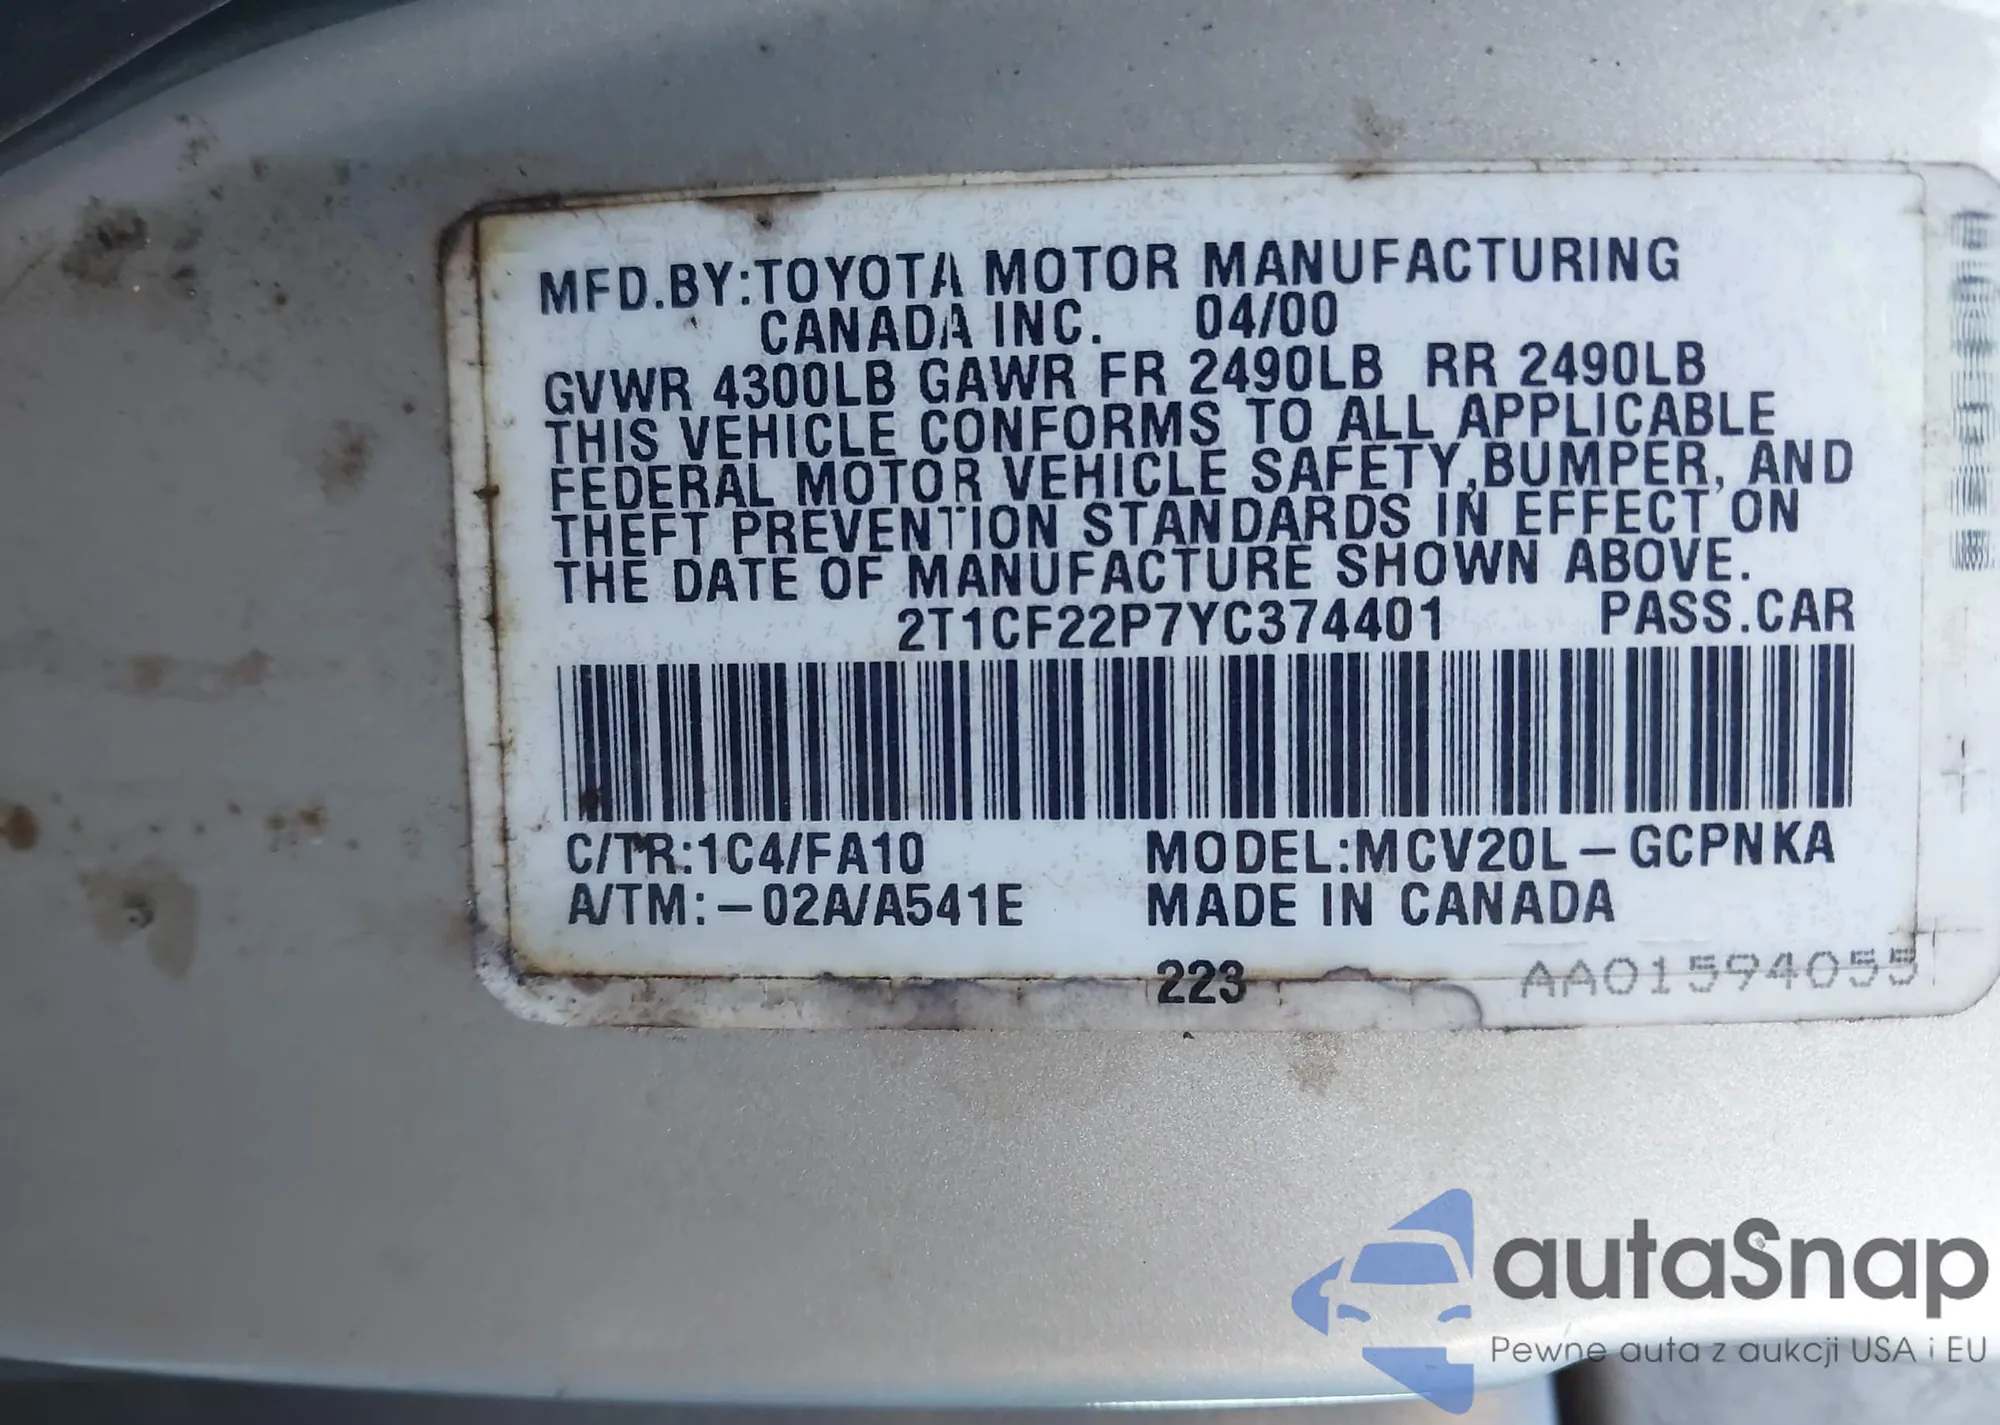 MFD.BY:TOYOTA MOTOR MANUFACTURING
CANADA INC. 04/00
GVWR 4300LB GAWR FR 2490LB RR 2490LB
THIS VEHICLE CONFORMS TO ALL APPLICABLE
FEDERAL MOTOR VEHICLE SAFETY,BUMPER, AND
THEFT PREVENTION STANDARDS IN EFFECT ON
THE DATE OF MANUFACTURE SHOWN ABOVE.
2T1CF22P7YC374401 PASS.CAR
C/TR:1C4/FA10 MODEL:MCV20L-GCPNKA
A/TM:-02A/A541E MADE IN CANADA
223 AA01594055
autaSnap
Pewne auta z aukcji USA i EU